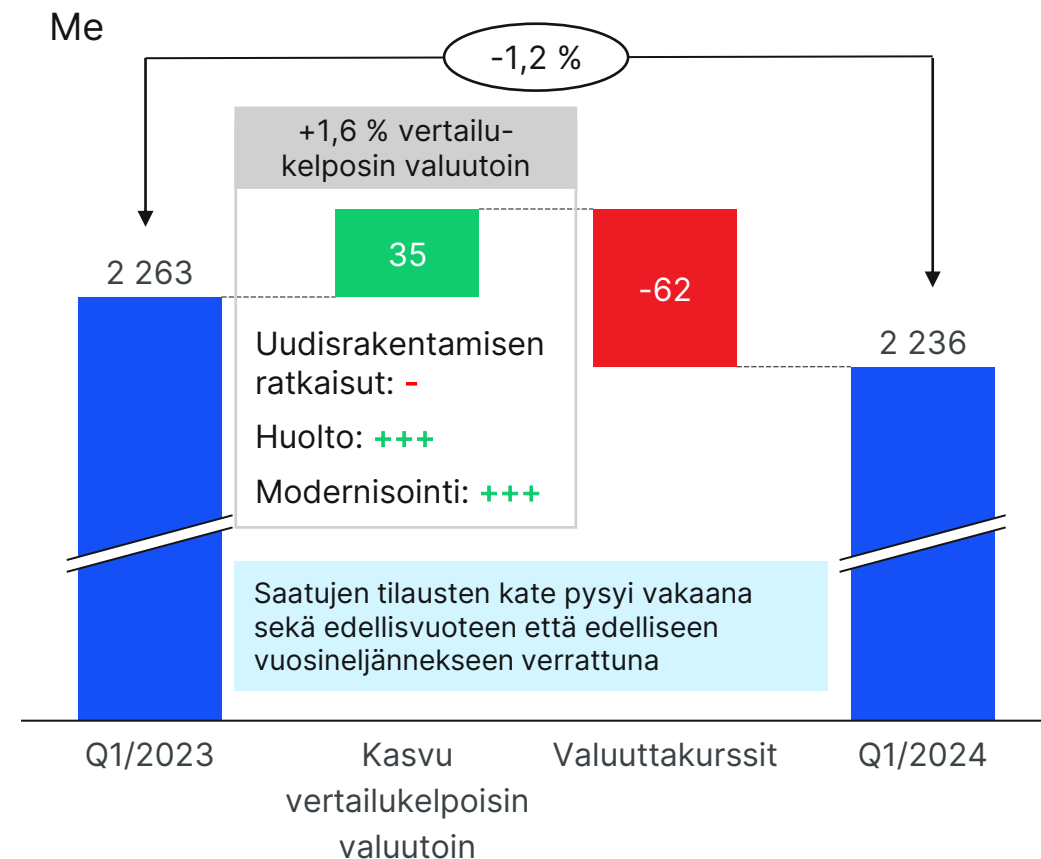 Me
-1,2 %
+1,6 % vertailu-
kelposin valuutoin
2 263
35
-62
2 236
Uudisrakentamisen
ratkaisut: -
Huolto: +++
Modernisointi: +++
Saatujen tilausten kate pysyi vakaana
sekä edellisvuoteen että edelliseen
vuosineljännekseen verrattuna
Q1/2023
Kasvu
vertailukelpoisin
valuutoin
Valuuttakurssit
Q1/2024